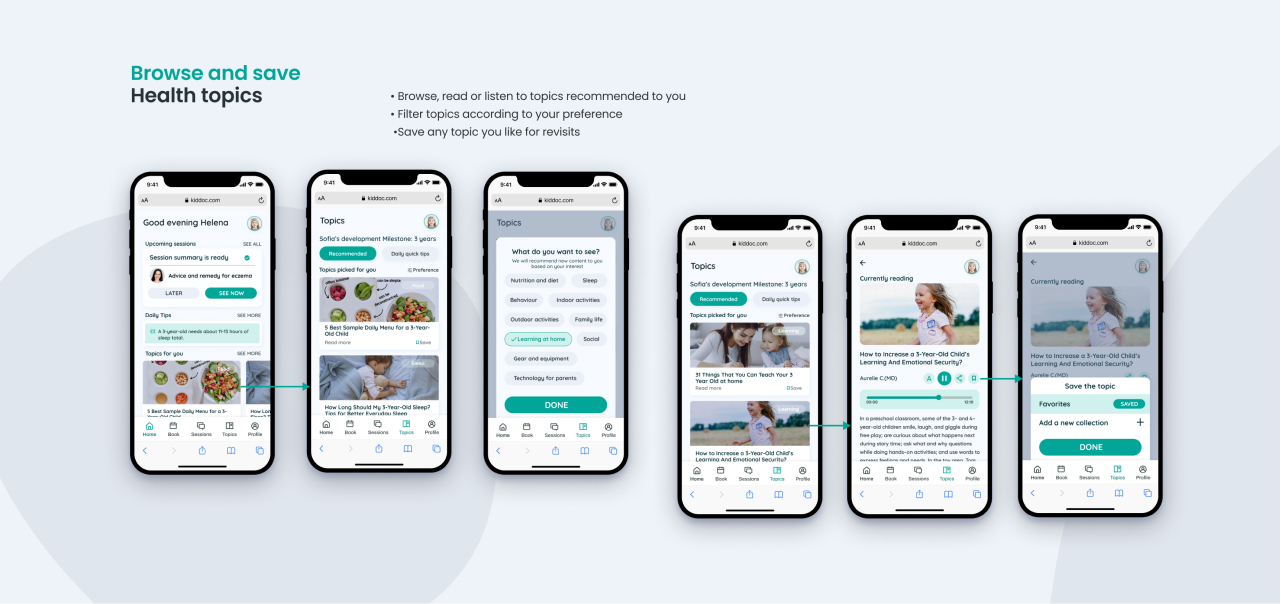 Browse and save
Health topics
• Browse, read or listen to topics recommended to you
• Filter topics according to your preference
•Save any topic you like for revisits
9:41
AA kiddoc.com
Good evening Helena
Upcoming sessions SEE ALL
Session summary is ready
Advice and remedy for eczema
LATER SEE NOW
Daily Tips SEE MORE
A 3-year-old needs about 11-13 hours of
sleep total.
Topics for you SEE MORE
5 Best Sample Daily Menu for a 3-
Year-Old Child
How Long
Home Book Sessions Topics Profile
9:41
AA kiddoc.com
Topics
Sofia's development Milestone: 3 years
Recommended Daily quick tips
Topics picked for you Preference
Food
5 Best Sample Daily Menu for a 3-Year-
Old Child
Read more Save
Sleep
How Long Should My 3-Year-Old Sleep?
Tips for Better Everyday Sleep
Home Book Sessions Topics Profile
9:41
AA kiddoc.com
Topics
What do you want to see?
We will recommend new content to you
based on your interest
Nutrition and diet Sleep
Behaviour Indoor activities
Outdoor activities Family life
Learning at home Social
Gear and equipment
Technology for parents
DONE
Home Book Sessions Topics Profile
9:41
AA kiddoc.com
Topics
Sofia's development Milestone: 3 years
Recommended Daily quick tips
Topics picked for you Preference
Learning
31 Things That You Can Teach Your 3
Year Old at home
Read more Save
Learning
How to Increase a 3-Year-Old Child's
Learning And Emotional Security?
Home Book Sessions Topics Profile
9:41
AA kiddoc.com
Currently reading
How to Increase a 3-Year-Old Child's
Learning And Emotional Security?
Aurelie C.(MD) A
00:00 12:15
In a preschool classroom, some of the 3- and 4-
year-old children smile, laugh, and giggle during
free play; are curious about what happens next
during story time; ask what and why questions
while doing hands-on activities; and use words to
express feelings and needs. In the toy area, Tom
Home Book Sessions Topics Profile
9:41
AA kiddoc.com
Currently reading
How to Increase a 3-Year-Old Child's
Learning And Emotional Security?
Aurelie C.(MD)
Save the topic
Favorites SAVED
Add a new collection +
DONE
Home Book Sessions Topics Profile